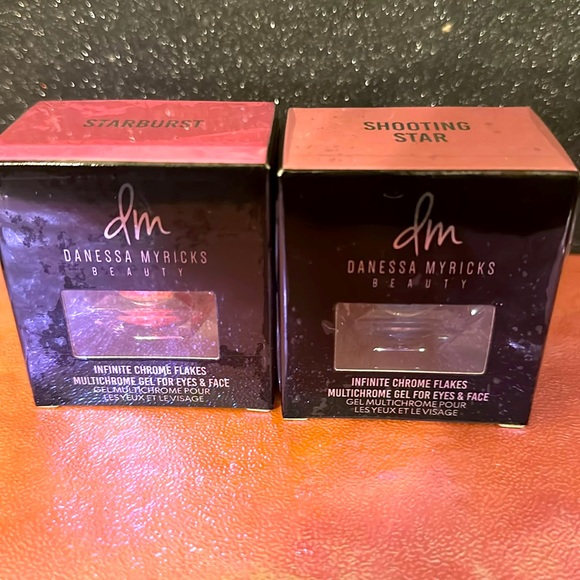 STARBURST
dm
DANESSA MYRICKS
BEAUTY
INFINITE CHROME FLAKES
MULTICHROME GEL FOR EYES & FACE
GEL MULTICHROME POUR
LES YEUX ET LE VISAGE
SHOOTING
STAR
dm
DANESSA MYRICKS
BEAUTY
INFINITE CHROME FLAKES
MULTICHROME GEL FOR EYES & FACE
GEL MULTICHROME POUR
LES YEUX ET LE VISAGE